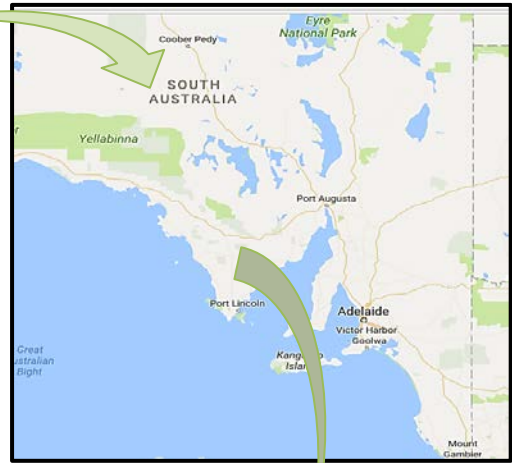 Eyre
National Park
Coober Pedy
SOUTH
AUSTRALIA
Yellabinna
Port Augusta
Port Lincoln
Adelaide
Victor Harbor
Goolwa
Great
ustralian
Bight
Mount
Gambier